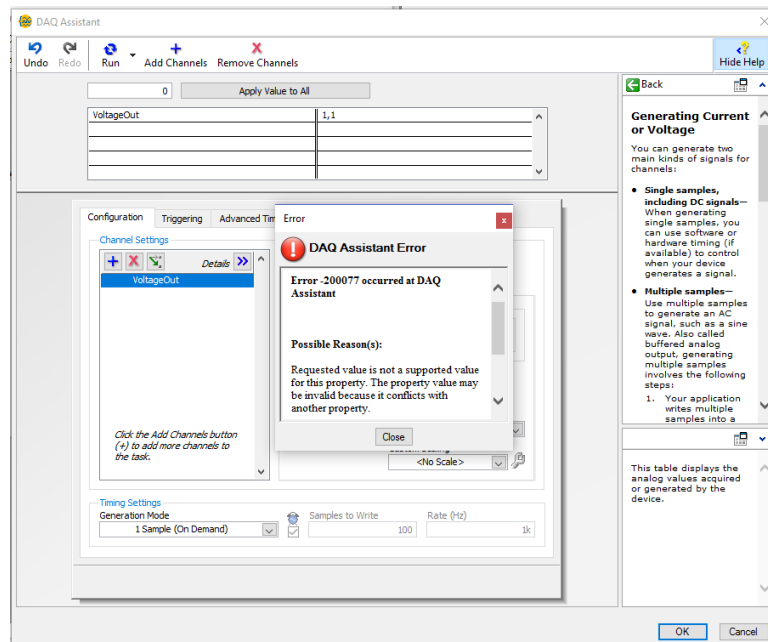 DAQ Assistant
Undo
Redo
Run
Add Channels
Remove Channels
Hide Help
0
Apply Value to All
VoltageOut
1,1
Configuration
Triggering
Advanced Tim
Channel Settings
Details
VoltageOut
Click the Add Channels button
(+) to add more channels to
the task.
<No Scale>
Timing Settings
Generation Mode
1 Sample (On Demand)
Samples to Write
100
Rate (Hz)
1k
Error
x
DAQ Assistant Error
Error -200077 occurred at DAQ
Assistant
Possible Reason(s):
Requested value is not a supported value
for this property. The property value may
be invalid because it conflicts with
another property.
Close
Back
Generating Current
or Voltage
You can generate two
main kinds of signals for
channels:
Single samples,
including DC signals—
When generating
single samples, you
can use software or
hardware timing (if
available) to control
when your device
generates a signal.
Multiple samples—
Use multiple samples
to generate an AC
signal, such as a sine
wave. Also called
buffered analog
output, generating
multiple samples
involves the following
steps:
1. Your application
writes multiple
samples into a
This table displays the
analog values acquired
or generated by the
device.
OK
Cancel